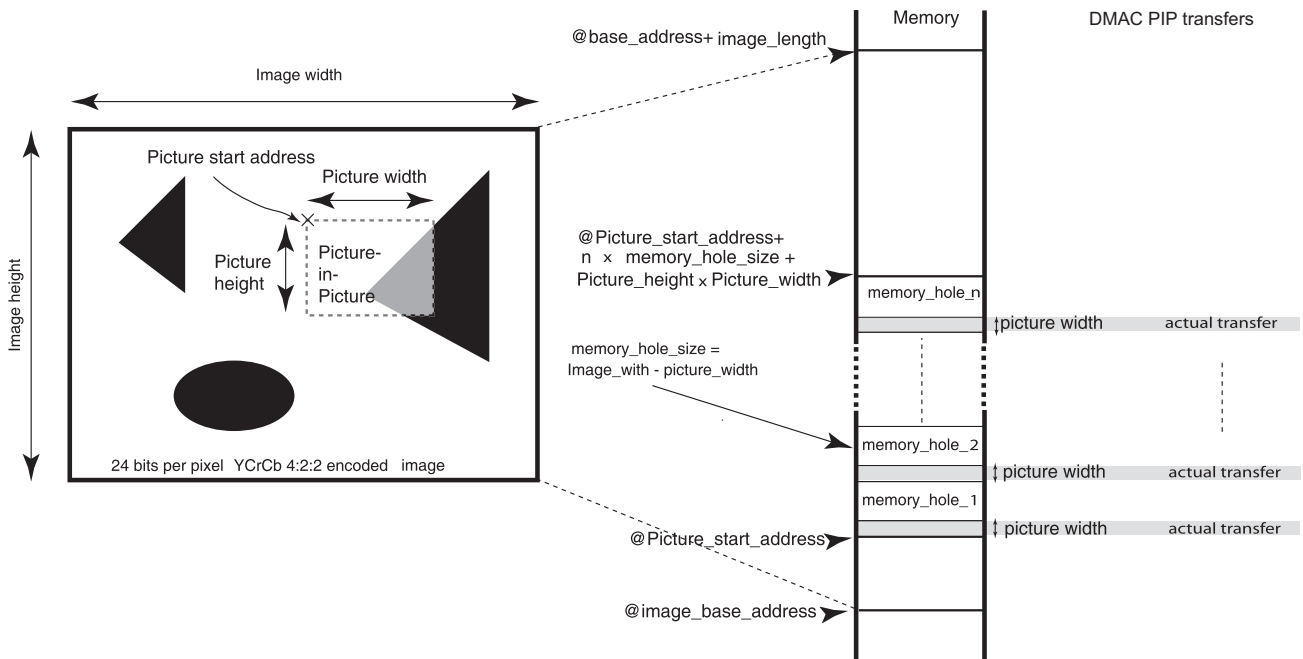 Memory
DMAC PIP transfers
@base_address+ image_length
Image width
Image height
Picture start address
Picture width
Picture
height
Picture-
in-
Picture
24 bits per pixel YCrCb 4:2:2 encoded image
@Picture_start_address+
n x memory_hole_size +
Picture_height x Picture_width
memory_hole_n
picture width actual transfer
memory_hole_size =
Image_with - picture_width
memory_hole_2
picture width actual transfer
memory_hole_1
picture width actual transfer
@Picture_start_address
@image_base_address